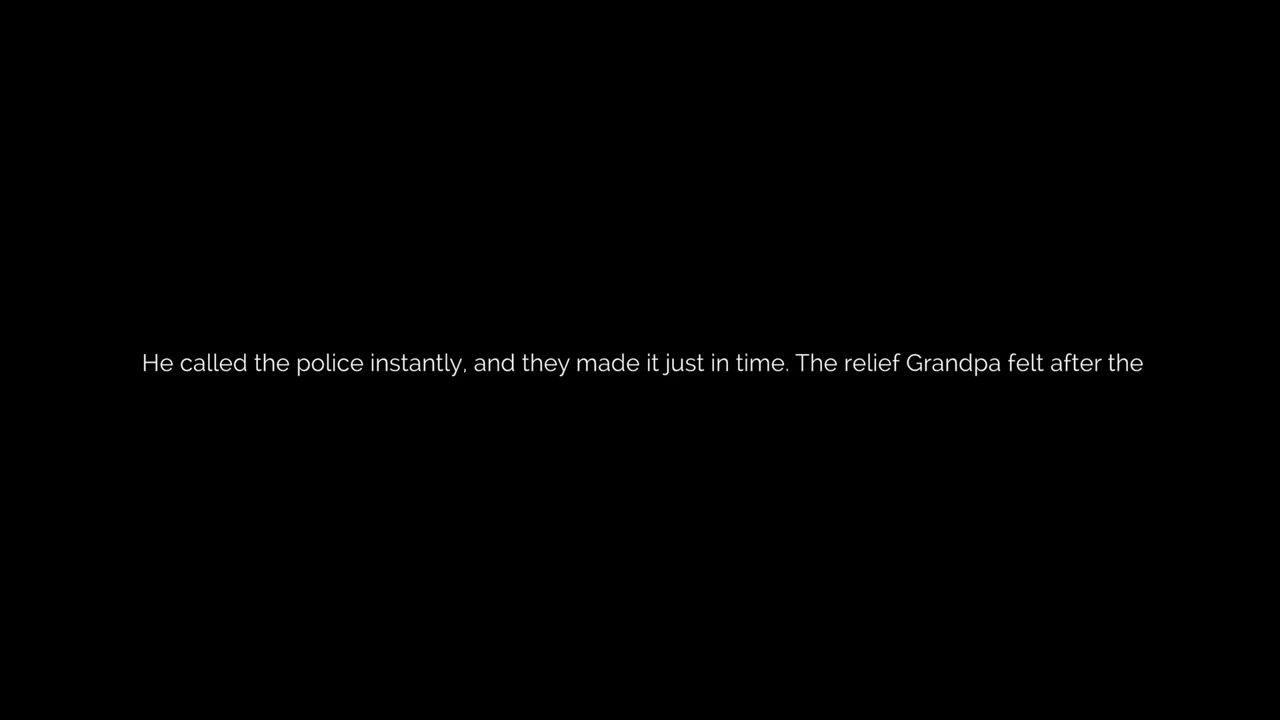 He called the police instantly, and they made it just in time. The relief Grandpa felt after the